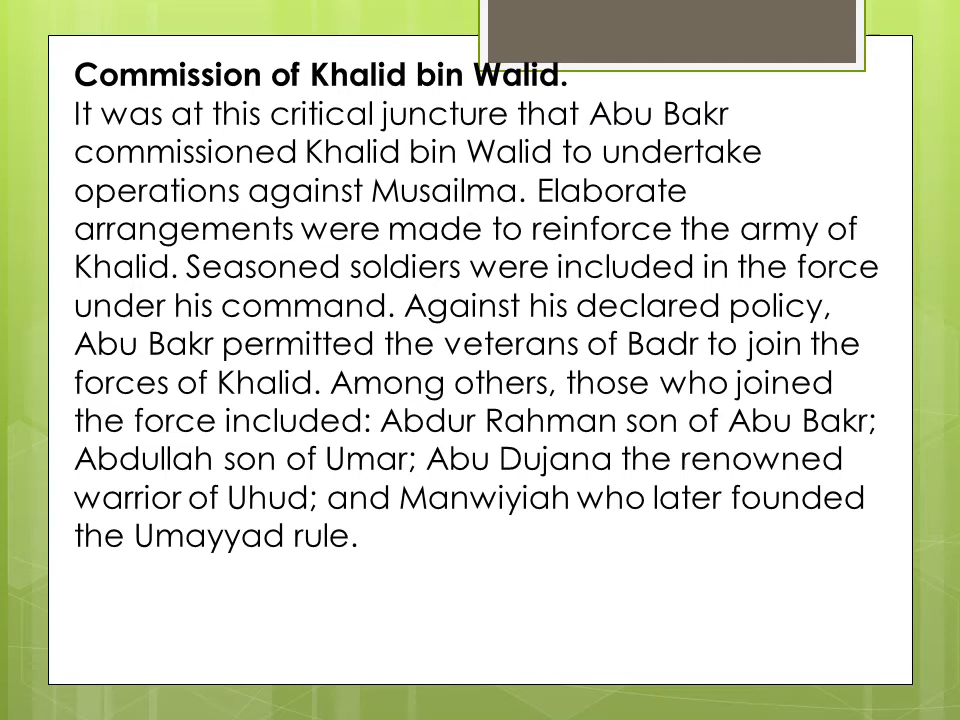 Commission of Khalid bin Walid.
It was at this critical juncture that Abu Bakr
commissioned Khalid bin Walid to undertake
operations against Musailma. Elaborate
arrangements were made to reinforce the army of
Khalid. Seasoned soldiers were included in the force
under his command. Against his declared policy,
Abu Bakr permitted the veterans of Badr to join the
forces of Khalid. Among others, those who joined
the force included: Abdur Rahman son of Abu Bakr;
Abdullah son of Umar; Abu Dujana the renowned
warrior of Uhud; and Manwiyiah who later founded
the Umayyad rule.